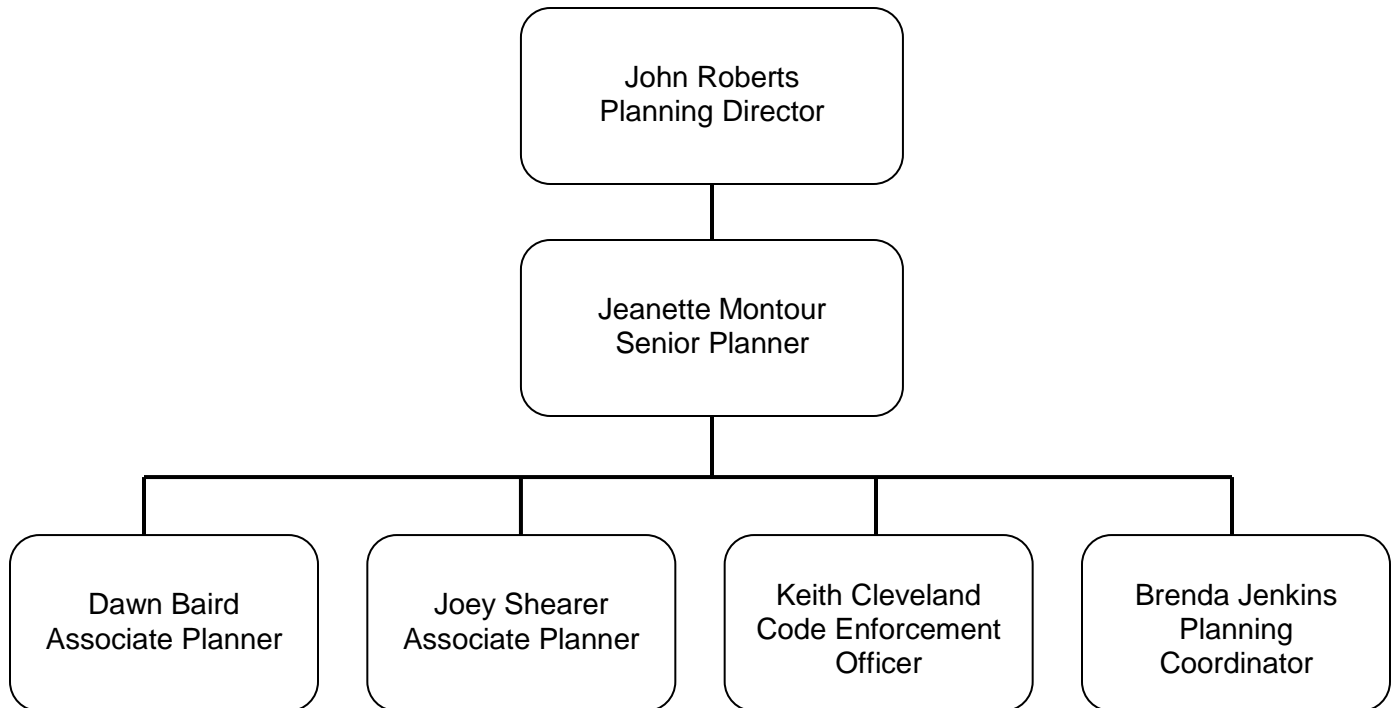 John Roberts
Planning Director
Jeanette Montour
Senior Planner
Dawn Baird
Associate Planner
Joey Shearer
Associate Planner
Keith Cleveland
Code Enforcement
Officer
Brenda Jenkins
Planning
Coordinator